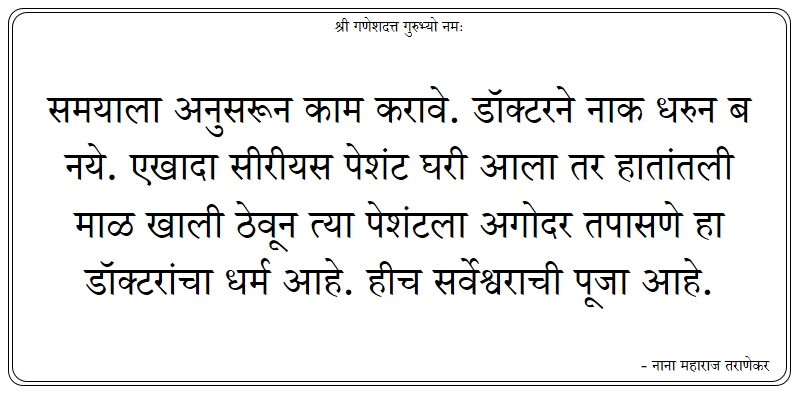 श्री गणेशदत्त गुरुभ्यो नमः
समयाला अनुसरून काम करावे. डॉक्टरने नाक धरुन ब
नये. एखादा सीरीयस पेशंट घरी आला तर हातांतली
माळ खाली ठेवून त्या पेशंटला अगोदर तपासणे हा
डॉक्टरांचा धर्म आहे. हीच सर्वेश्वराची पूजा आहे.
- नाना महाराज तराणेकर